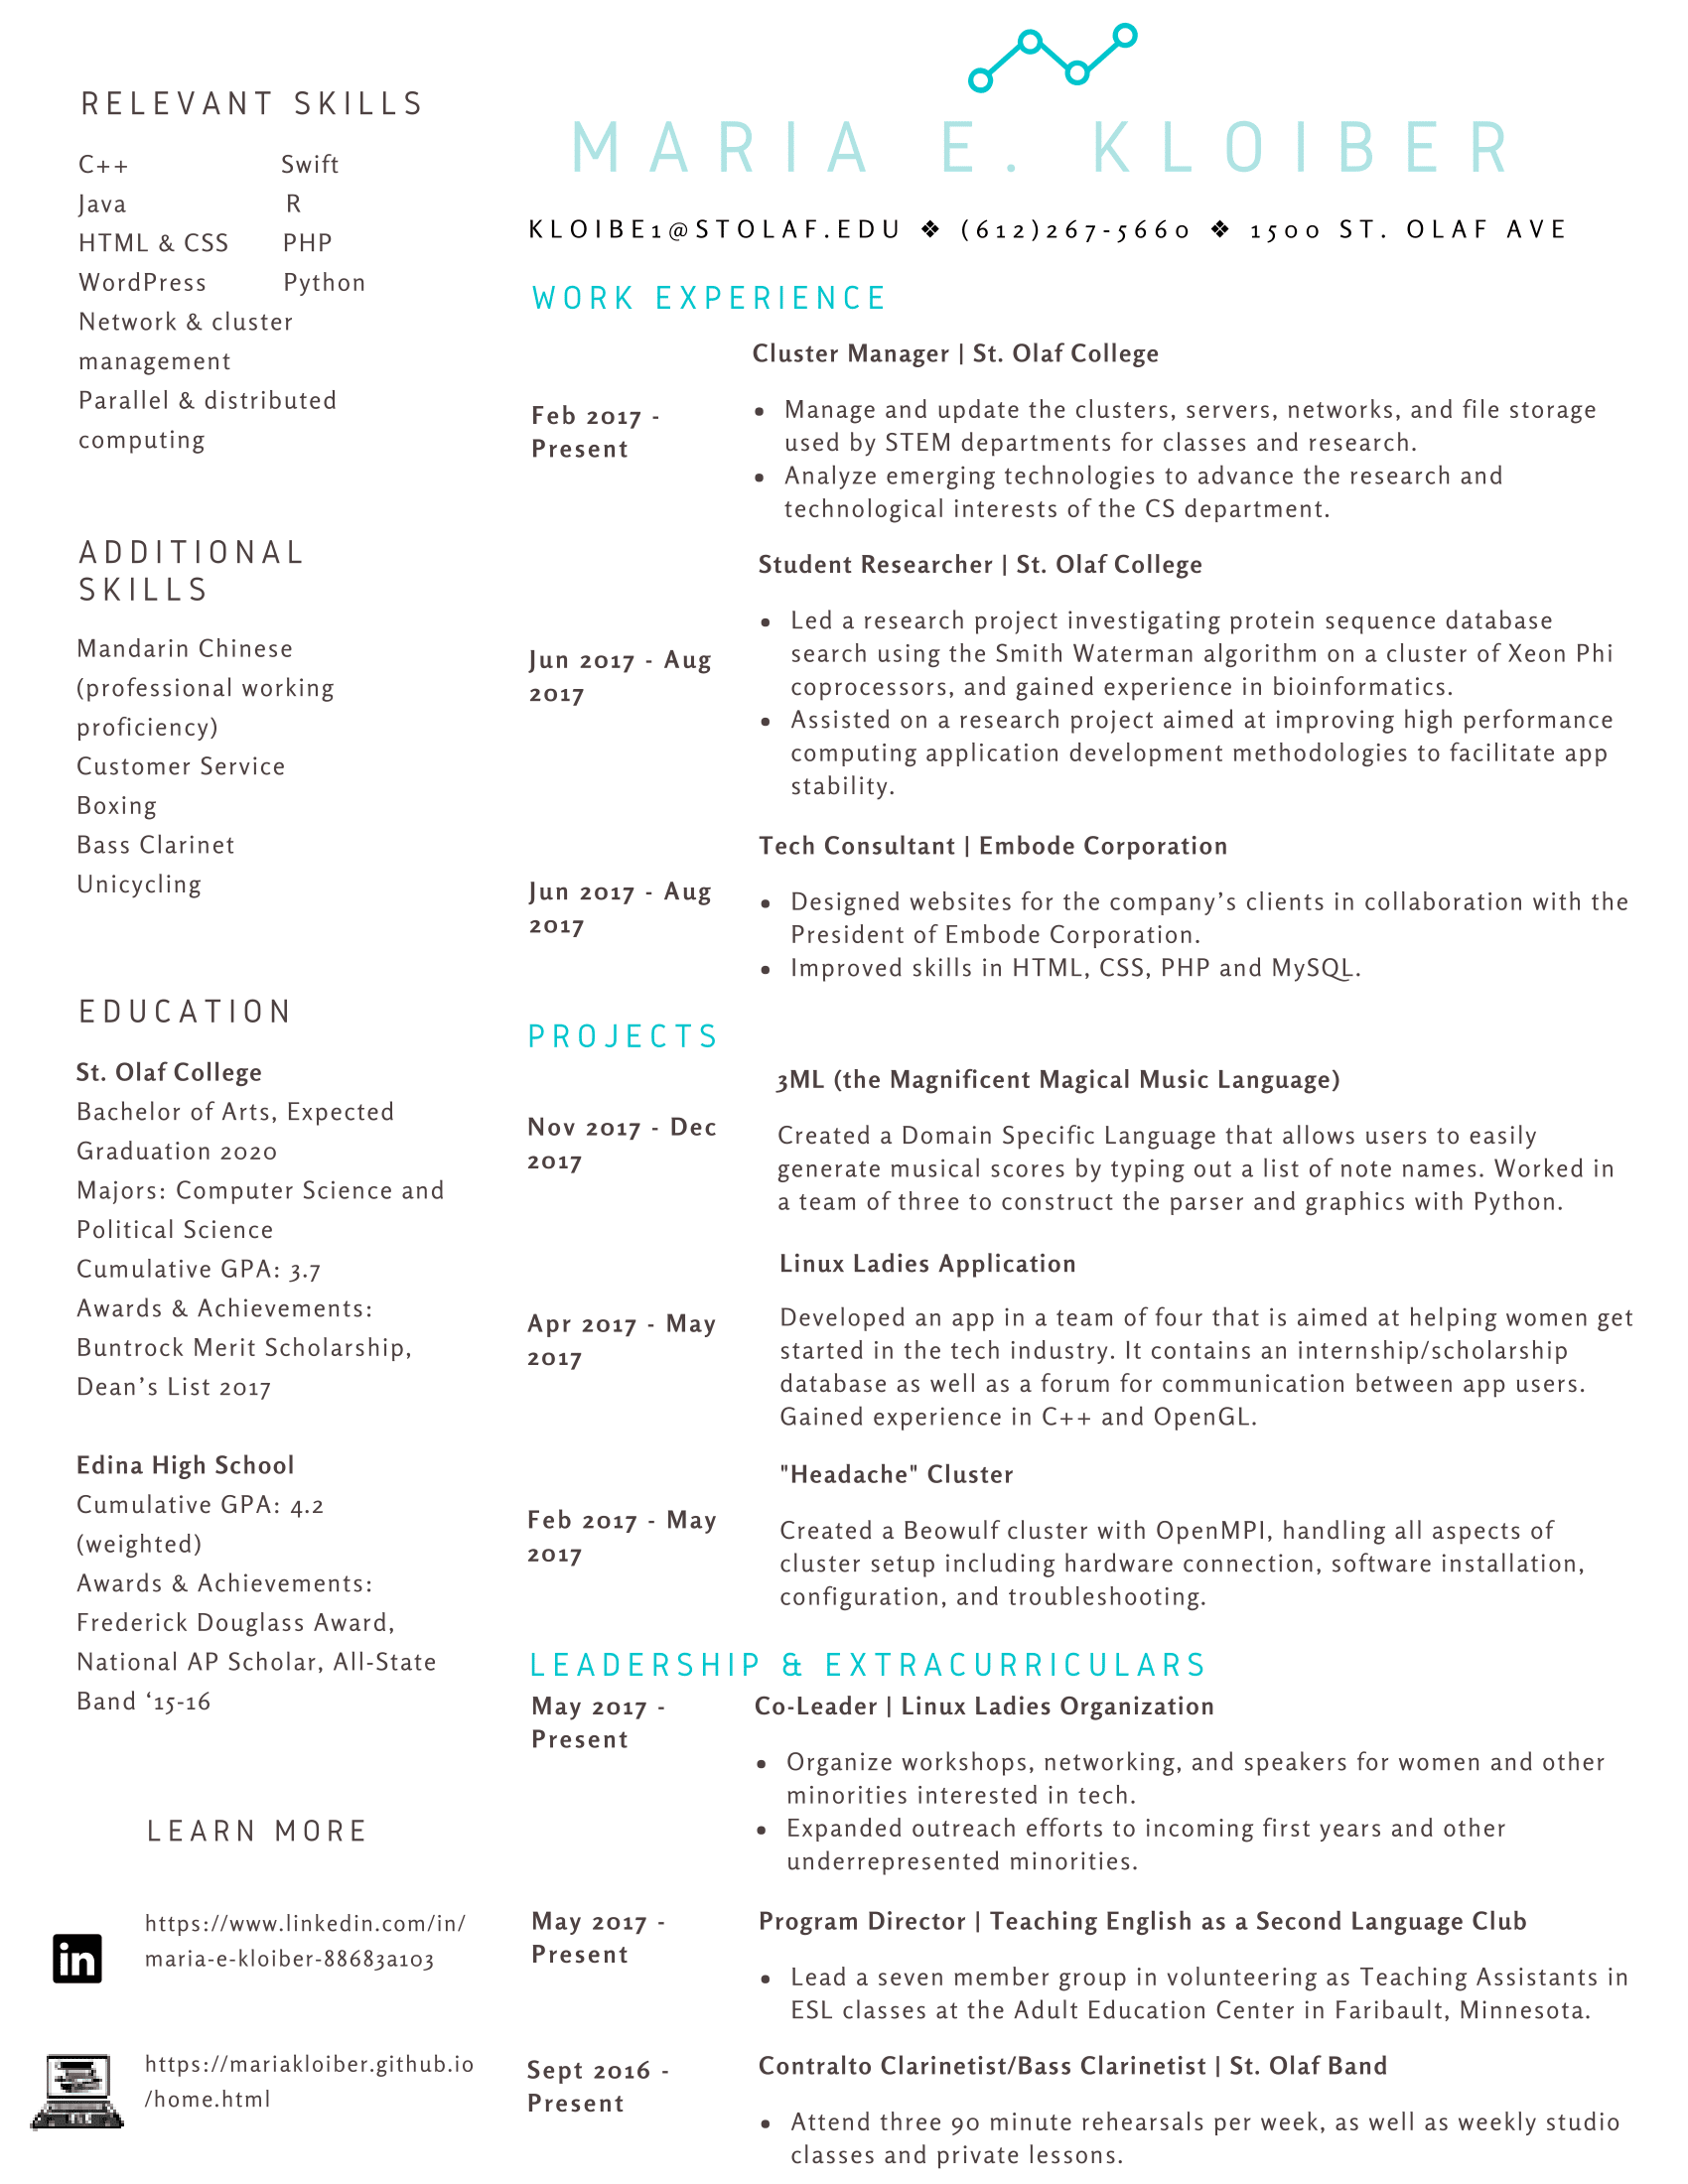 RELEVANT SKILLS
C++ Swift
Java R
HTML & CSS PHP
WordPress Python
Network & cluster
management
Parallel & distributed
computing
ADDITIONAL
SKILLS
Mandarin Chinese
(professional working
proficiency)
Customer Service
Boxing
Bass Clarinet
Unicycling
EDUCATION
St. Olaf College
Bachelor of Arts, Expected
Graduation 2020
Majors: Computer Science and
Political Science
Cumulative GPA: 3.7
Awards & Achievements:
Buntrock Merit Scholarship,
Dean’s List 2017
Edina High School
Cumulative GPA: 4.2
(weighted)
Awards & Achievements:
Frederick Douglass Award,
National AP Scholar, All-State
Band ‘15-16
LEARN MORE
in
https://www.linkedin.com/in/
maria-e-kloiber-88683a103
https://mariakloiber.github.io
/home.html
MARIA E. KLOIBER
KLOIBE1@STOLAF.EDU ❖ (612)267-5660 ❖ 1500 ST. OLAF AVE
WORK EXPERIENCE
Cluster Manager | St. Olaf College
Feb 2017 -
Present
• Manage and update the clusters, servers, networks, and file storage
used by STEM departments for classes and research.
• Analyze emerging technologies to advance the research and
technological interests of the CS department.
Student Researcher | St. Olaf College
Jun 2017 - Aug
2017
• Led a research project investigating protein sequence database
search using the Smith Waterman algorithm on a cluster of Xeon Phi
coprocessors, and gained experience in bioinformatics.
• Assisted on a research project aimed at improving high performance
computing application development methodologies to facilitate app
stability.
Tech Consultant | Embode Corporation
Jun 2017 - Aug
2017
• Designed websites for the company’s clients in collaboration with the
President of Embode Corporation.
• Improved skills in HTML, CSS, PHP and MySQL.
PROJECTS
3ML (the Magnificent Magical Music Language)
Nov 2017 - Dec
2017
Created a Domain Specific Language that allows users to easily
generate musical scores by typing out a list of note names. Worked in
a team of three to construct the parser and graphics with Python.
Linux Ladies Application
Apr 2017 - May
2017
Developed an app in a team of four that is aimed at helping women get
started in the tech industry. It contains an internship/scholarship
database as well as a forum for communication between app users.
Gained experience in C++ and OpenGL.
"Headache" Cluster
Feb 2017 - May
2017
Created a Beowulf cluster with OpenMPI, handling all aspects of
cluster setup including hardware connection, software installation,
configuration, and troubleshooting.
LEADERSHIP & EXTRACURRICULARS
May 2017 -
Present
Co-Leader | Linux Ladies Organization
• Organize workshops, networking, and speakers for women and other
minorities interested in tech.
• Expanded outreach efforts to incoming first years and other
underrepresented minorities.
May 2017 -
Present
Program Director | Teaching English as a Second Language Club
• Lead a seven member group in volunteering as Teaching Assistants in
ESL classes at the Adult Education Center in Faribault, Minnesota.
Sept 2016 -
Present
Contralto Clarinetist/Bass Clarinetist | St. Olaf Band
• Attend three 90 minute rehearsals per week, as well as weekly studio
classes and private lessons.